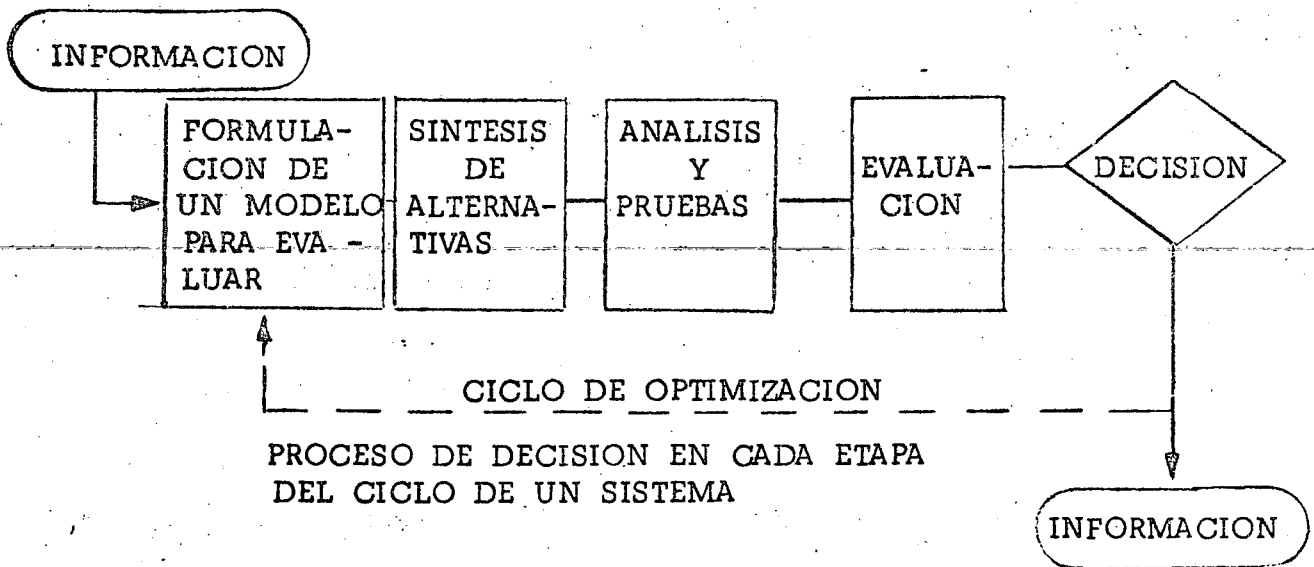 INFORMACION
FORMULA-
CION DE
UN MODELO
PARA EVA -
LUAR
SINTESIS
DE
ALTERNA-
TIVAS
ANALISIS
Y
PRUEBAS
EVALUA-
CION
DECISION
CICLO DE OPTIMIZACION
PROCESO DE DECISION EN CADA ETAPA
DEL CICLO DE UN SISTEMA
INFORMACION